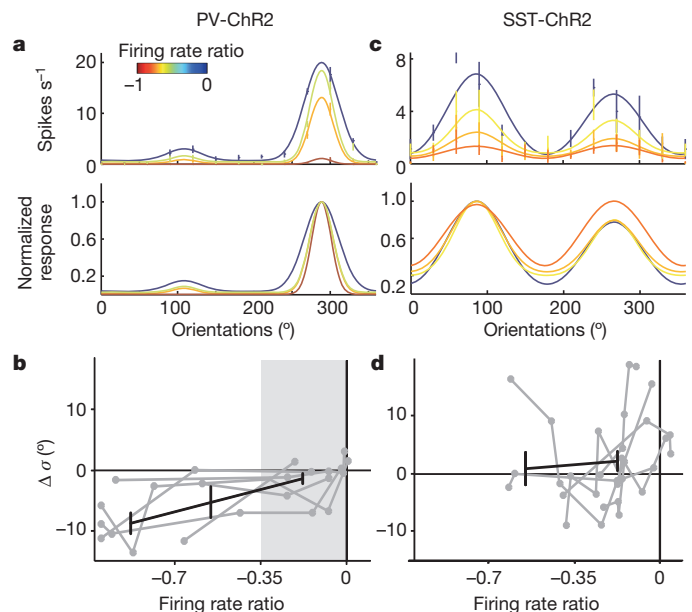 PV-ChR2
SST-ChR2
a
Firing rate ratio
−1
0
Spikes s⁻¹
20
10
0
c
8
4
0
Normalized
response
1.0
0.6
0.2
0
100
200
300
Orientations (º)
1.0
0.6
0.2
0
100
200
300
Orientations (º)
b
Δ σ (º)
10
0
−10
−0.7
−0.35
0
Firing rate ratio
d
10
0
−10
−0.7
−0.35
0
Firing rate ratio